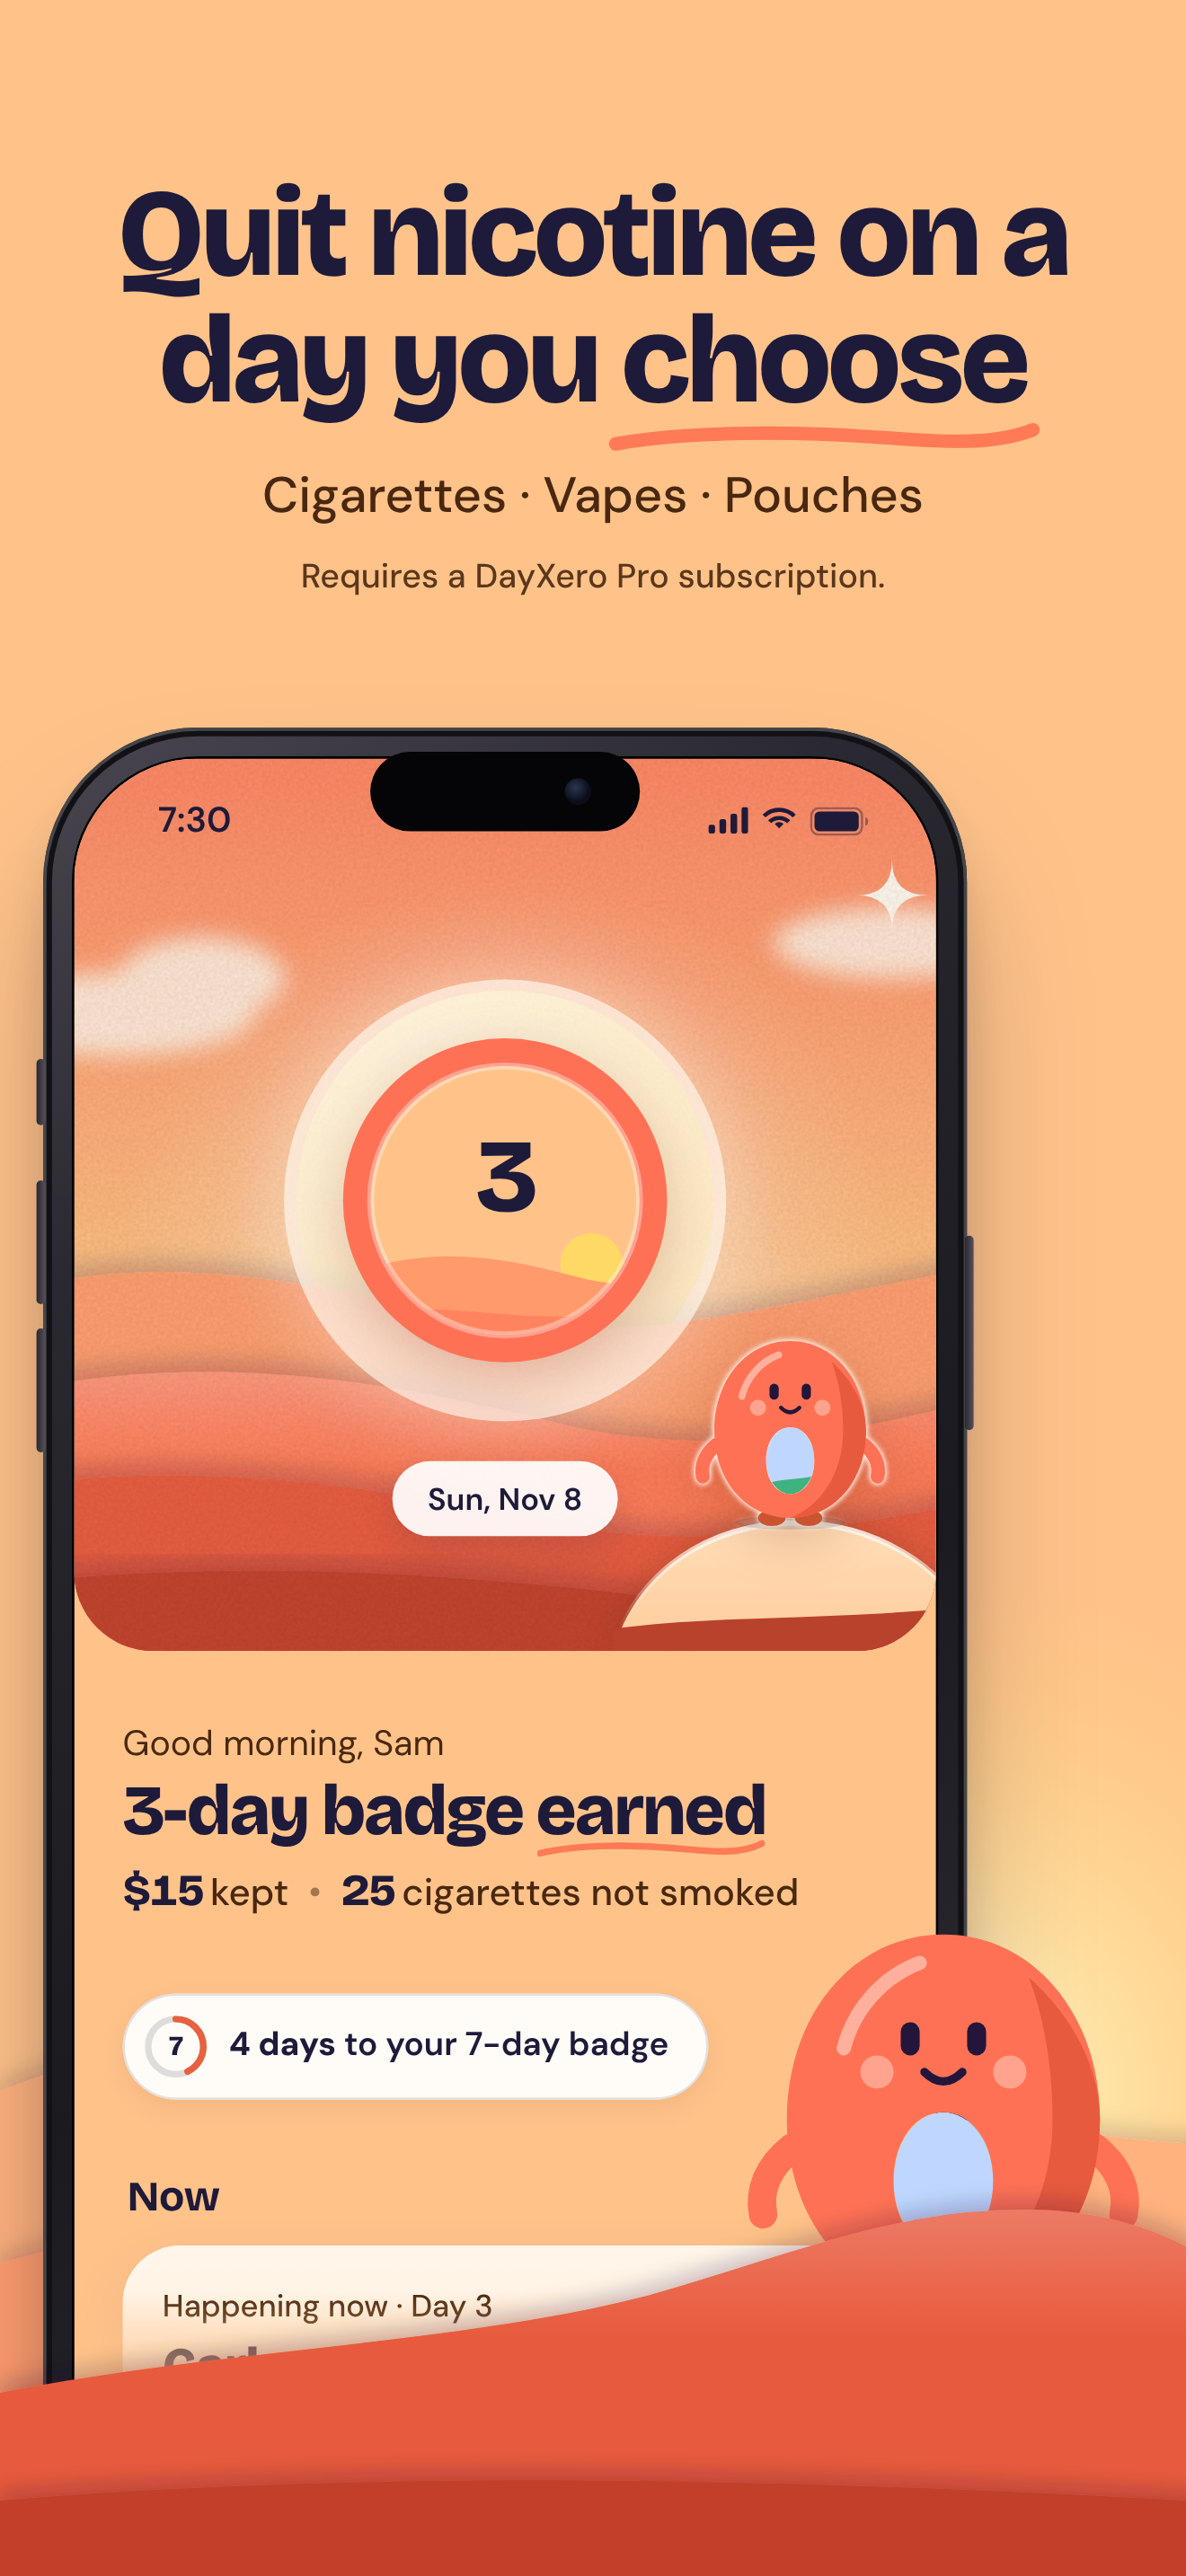 Quit nicotine on a
day you choose
Cigarettes · Vapes · Pouches
Requires a DayXero Pro subscription.
7:30
3
Sun, Nov 8
Good morning, Sam
3-day badge earned
$15 kept • 25 cigarettes not smoked
7 4 days to your 7-day badge
Now
Happening now · Day 3